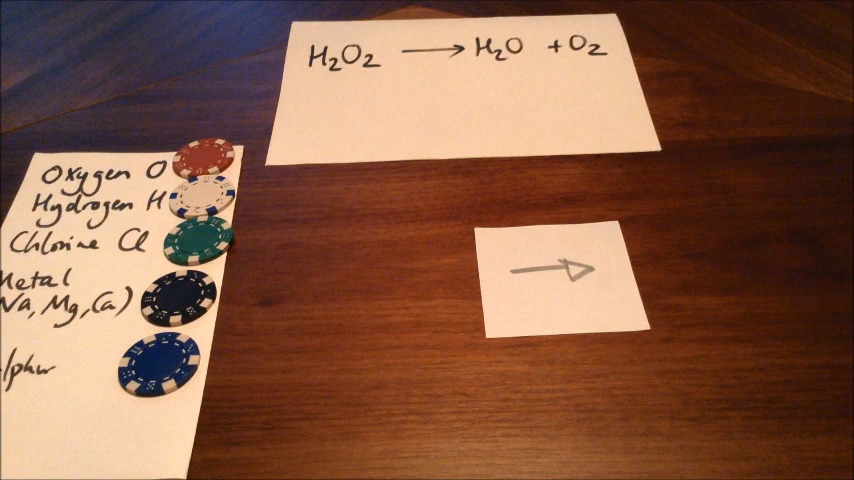 H₂O₂ → H₂O + O₂
Oxygen O
Hydrogen H
Chlorine Cl
Metal
Na, Mg, Ca)
lphur
→